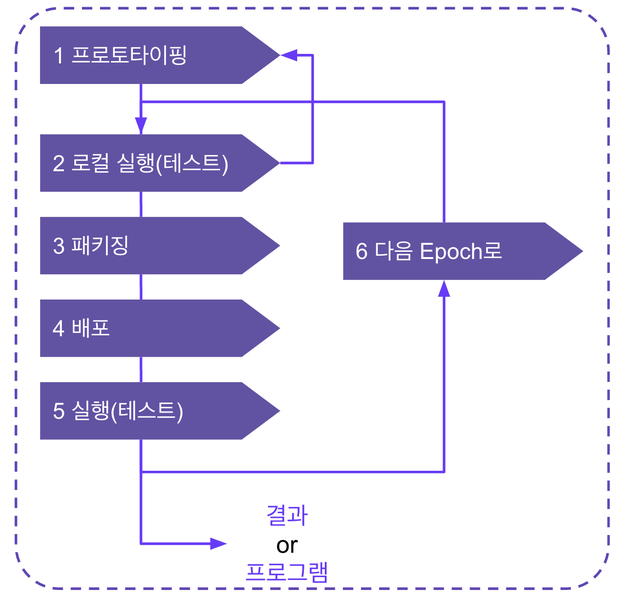 1 프로토타이핑
2 로컬 실행(테스트)
3 패키징
6 다음 Epoch로
4 배포
5 실행(테스트)
결과
or
프로그램